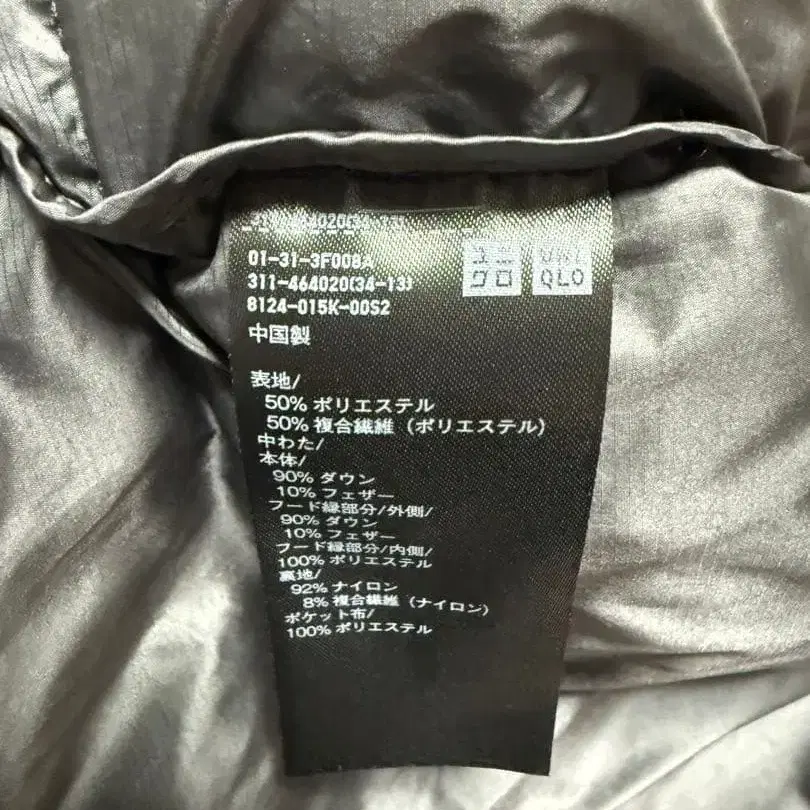 311-464020(34-13)
01-31-3F008A
311-464020(34-13)
8124-015K-00S2
ユニ
クロ
UNI
QLO
中国製
表地/
50% ポリエステル
50% 複合繊維（ポリエステル）
中わた/
本体/
90% ダウン
10% フェザー
フード縁部分/外側/
90% ダウン
10% フェザー
フード縁部分/内側/
100% ポリエステル
裏地/
92% ナイロン
8% 複合繊維（ナイロン）
ポケット布/
100% ポリエステル